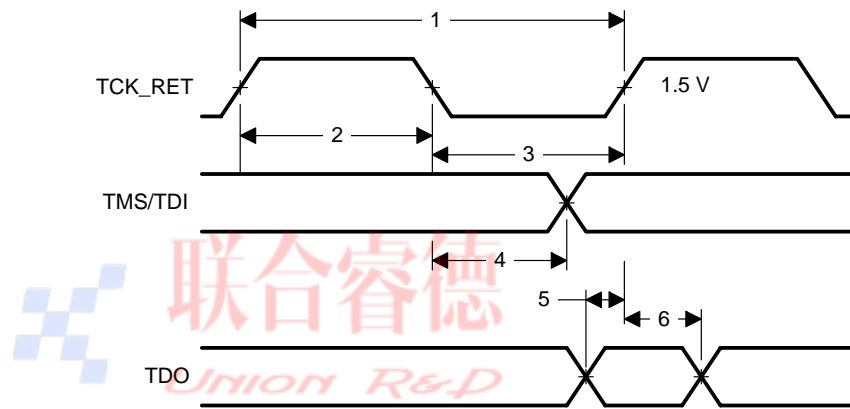 1
TCK_RET
1.5 V
2
3
TMS/TDI
联合睿德
4
5
6
TDO
UNION R&D